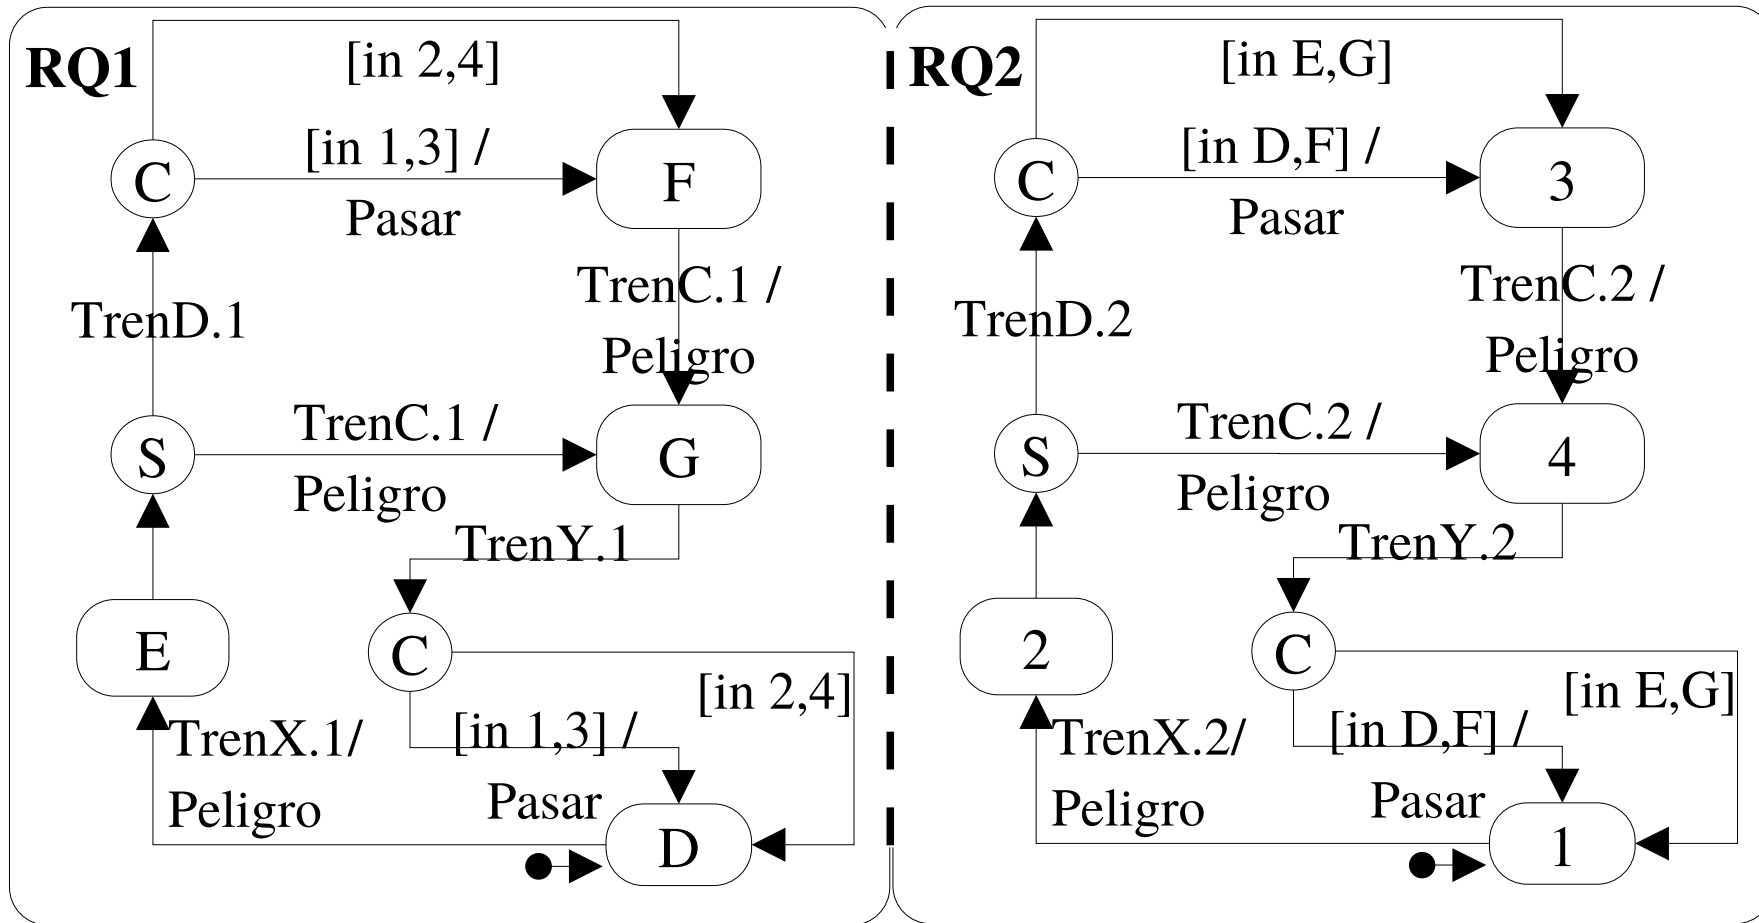 RQ1
[in 2,4]
C
[in 1,3] /
Pasar
F
TrenD.1
TrenC.1 /
Peligro
S
TrenC.1 /
Peligro
G
TrenY.1
E
C
[in 2,4]
TrenX.1/
Peligro
[in 1,3] /
Pasar
D
RQ2
[in E,G]
C
[in D,F] /
Pasar
3
TrenD.2
TrenC.2 /
Peligro
S
TrenC.2 /
Peligro
4
TrenY.2
2
C
[in E,G]
TrenX.2/
Peligro
[in D,F] /
Pasar
1